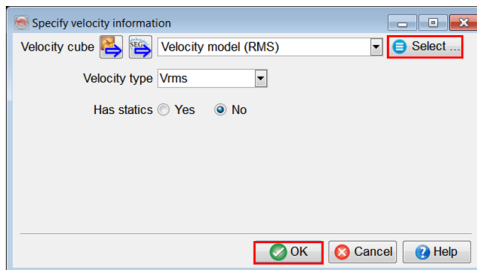 Specify velocity information
Velocity cube SEG Velocity model (RMS) Select ...
Velocity type Vrms
Has statics Yes No
OK Cancel Help